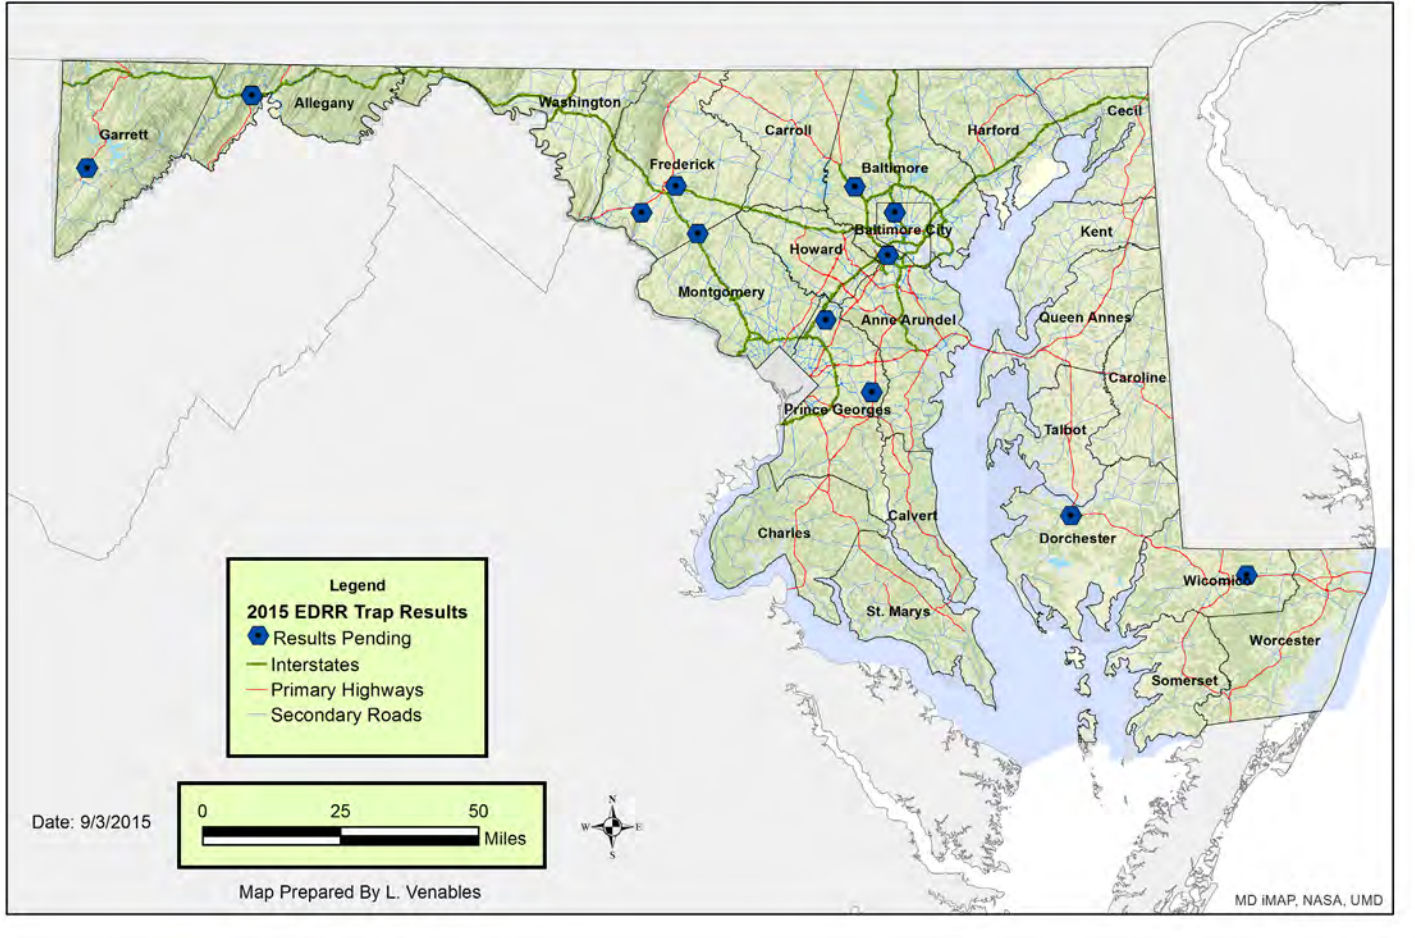 Garrett
Allegany
Washington
Frederick
Carroll
Baltimore
Harford
Cecil
Baltimore City
Howard
Kent
Montgomery
Anne Arundel
Queen Annes
Caroline
Prince Georges
Talbot
Calvert
Charles
Dorchester
St. Marys
Wicomico
Worcester
Somerset
Legend
2015 EDRR Trap Results
Results Pending
Interstates
Primary Highways
Secondary Roads
0 25 50
Miles
Date: 9/3/2015
Map Prepared By L. Venables
N
W E
S
MD iMAP, NASA, UMD